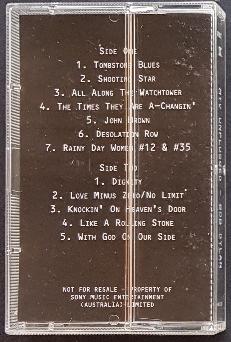 Side One
1. Tombstone Blues
2. Shooting Star
3. All Along The Watchtower
4. The Times They Are A-Changin'
5. John Brown
6. Desolation Row
7. Rainy Day Women #12 & #35
Side Two
1. Dignity
2. Love Minus Zero/No Limit
3. Knockin' On Heaven's Door
4. Like A Rolling Stone
5. With God On Our Side
NOT FOR RESALE - PROPERTY OF
SONY MUSIC ENTERTAINMENT
(AUSTRALIA) LIMITED